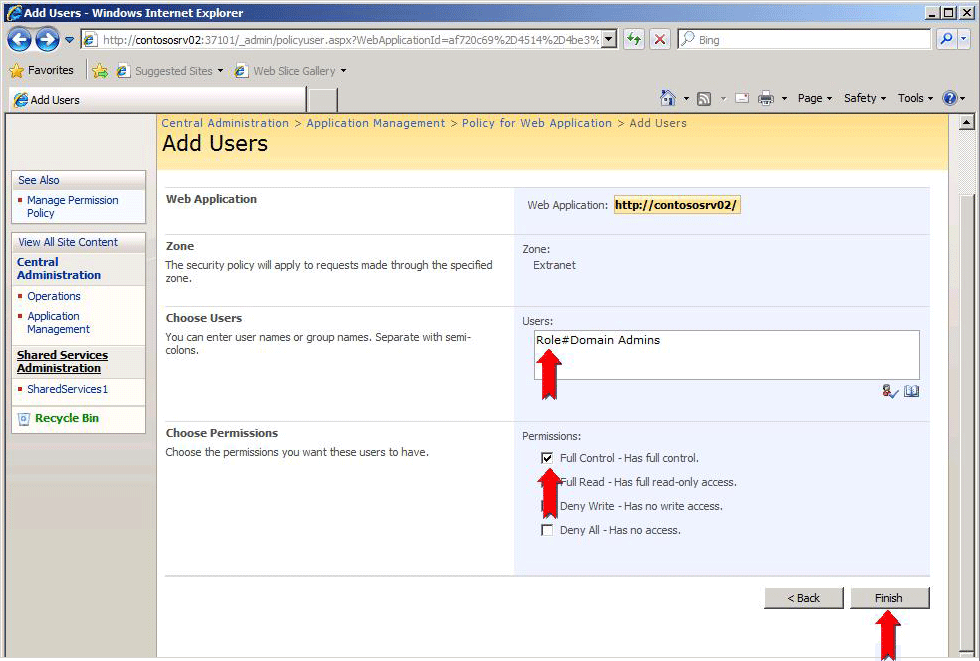 Add Users - Windows Internet Explorer
http://contososrv02:37101/_admin/policyuser.aspx?WebApplicationId=af720c69%2D4514%2D4be3%
Bing
Favorites
Suggested Sites
Web Slice Gallery
Add Users
Page
Safety
Tools
Central Administration > Application Management > Policy for Web Application > Add Users
Add Users
See Also
Manage Permission
Policy
View All Site Content
Central
Administration
Operations
Application
Management
Shared Services
Administration
SharedServices1
Recycle Bin
Web Application
Web Application: http://contososrv02/
Zone
The security policy will apply to requests made through the specified
zone.
Zone:
Extranet
Choose Users
You can enter user names or group names. Separate with semi-
colons.
Users:
Role#Domain Admins
Choose Permissions
Choose the permissions you want these users to have.
Permissions:
Full Control - Has full control.
Full Read - Has full read-only access.
Deny Write - Has no write access.
Deny All - Has no access.
< Back
Finish